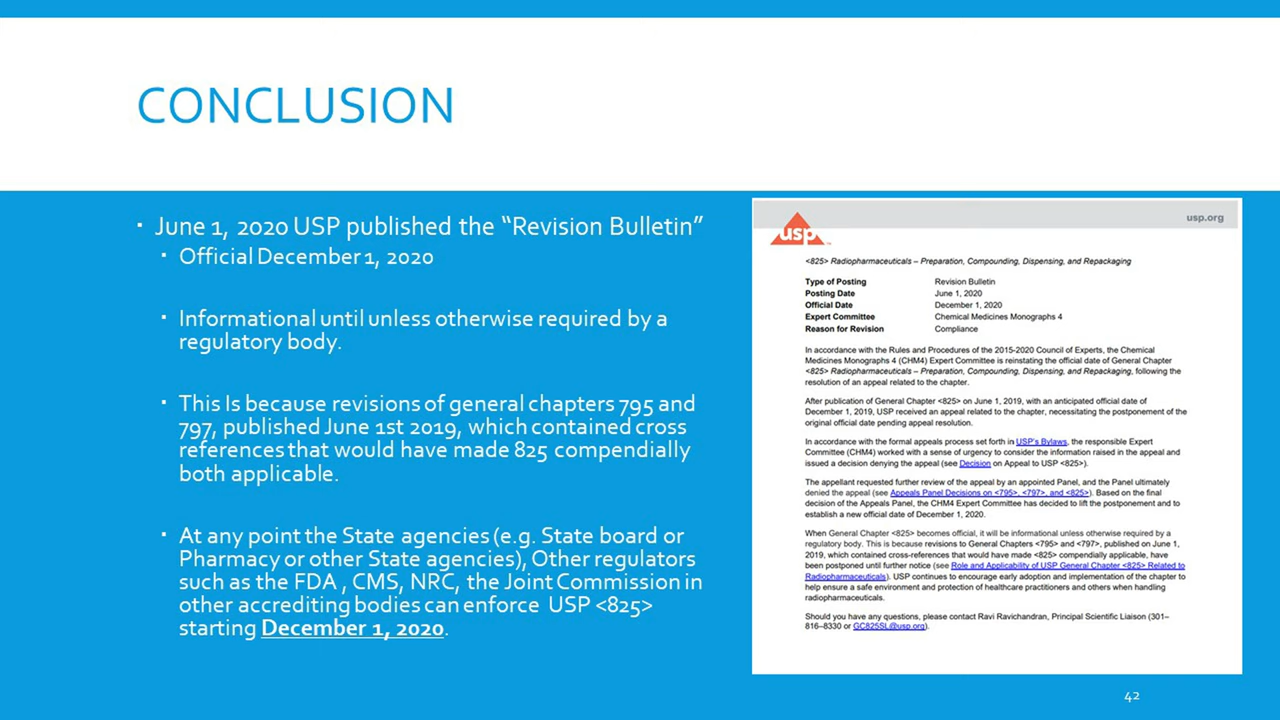 CONCLUSION
▪ June 1, 2020 USP published the “Revision Bulletin”
▪ Official December 1, 2020
▪ Informational until unless otherwise required by a
regulatory body.
▪ This Is because revisions of general chapters 795 and
797, published June 1st 2019, which contained cross
references that would have made 825 compendially
both applicable.
▪ At any point the State agencies (e.g. State board or
Pharmacy or other State agencies), Other regulators
such as the FDA , CMS, NRC, the Joint Commission in
other accrediting bodies can enforce USP <825>
starting December 1, 2020.
usp.org
usp
<825> Radiopharmaceuticals – Preparation, Compounding, Dispensing, and Repackaging
Type of Posting Revision Bulletin
Posting Date June 1, 2020
Official Date December 1, 2020
Expert Committee Chemical Medicines Monographs 4
Reason for Revision Compliance
In accordance with the Rules and Procedures of the 2015-2020 Council of Experts, the Chemical
Medicines Monographs 4 (CHM4) Expert Committee is reinstating the official date of General Chapter
<825> Radiopharmaceuticals – Preparation, Compounding, Dispensing, and Repackaging, following the
resolution of an appeal related to the chapter.
After publication of General Chapter <825> on June 1, 2019, with an anticipated official date of
December 1, 2019, USP received an appeal related to the chapter, necessitating the postponement of the
original official date pending appeal resolution.
In accordance with the formal appeals process set forth in USP's Bylaws, the responsible Expert
Committee (CHM4) worked with a sense of urgency to consider the information raised in the appeal and
issued a decision denying the appeal (see Decision on Appeal to USP <825>).
The appellant requested further review of the appeal by an appointed Panel, and the Panel ultimately
denied the appeal (see Appeals Panel Decisions on <795>, <797>, and <825>). Based on the final
decision of the Appeals Panel, the CHM4 Expert Committee has decided to lift the postponement and to
establish a new official date of December 1, 2020.
When General Chapter <825> becomes official, it will be informational unless otherwise required by a
regulatory body. This is because revisions to General Chapters <795> and <797>, published on June 1,
2019, which contained cross-references that would have made <825> compendially applicable, have
been postponed until further notice (see Role and Applicability of USP General Chapter <825> Related to
Radiopharmaceuticals). USP continues to encourage early adoption and implementation of the chapter to
help ensure a safe environment and protection of healthcare practitioners and others when handling
radiopharmaceuticals.
Should you have any questions, please contact Ravi Ravichandran, Principal Scientific Liaison (301–
816–8330 or GC825SL@usp.org).
42